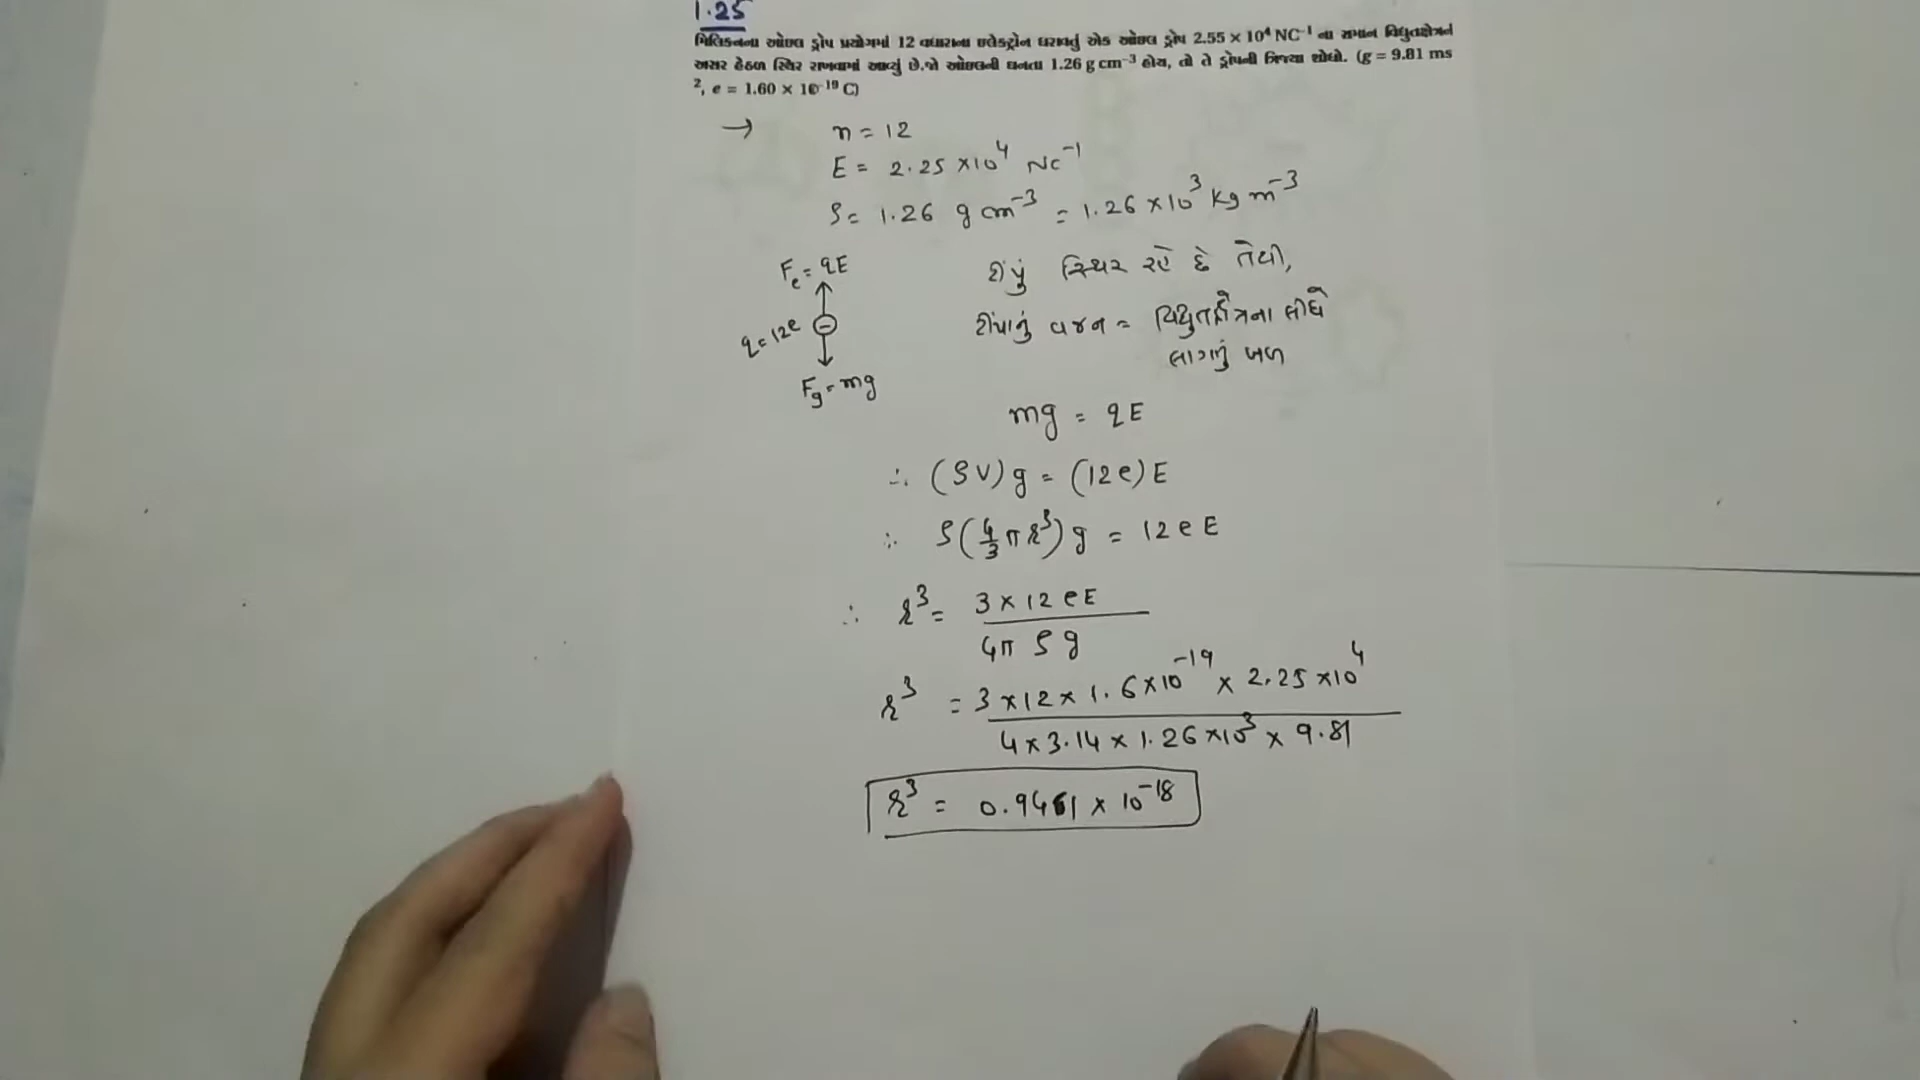 1.25
મિલિકનના ઓઇલ ડ્રોપ પ્રયોગમાં 12 વધારાના ઇલેક્ટ્રોન ધરાવતું એક ઓઇલ ડ્રોપ 2.55 × 10⁴ NC⁻¹ ના સમાન વિદ્યુતક્ષેત્રની
અસર હેઠળ સ્થિર રાખવામાં આવ્યું છે.જો ઓઇલની ઘનતા 1.26 g cm⁻³ હોય, તો તે ડ્રોપની ત્રિજ્યા શોધો. (g = 9.81 ms
², e = 1.60 × 10⁻¹⁹ C)
→ n = 12
E = 2.25 ×10⁴ NC⁻¹
ρ = 1.26 g cm⁻³ = 1.26 ×10³ Kg m⁻³
Fe = qE
q = 12e
Fg = mg
ટીપું સ્થિર રહે છે તેથી,
ટીંપાનું વજન = વિદ્યુતક્ષેત્રના લીધે
લાગતું બળ
mg = qE
∴ (ρV)g = (12e)E
∴ ρ(4/3 πr³)g = 12eE
∴ r³ = 3×12eE
4π ρg
r³ = 3×12×1.6×10⁻¹⁹ × 2.25×10⁴
4×3.14×1.26×10³ × 9.81
r³ = 0.9461 × 10⁻¹⁸